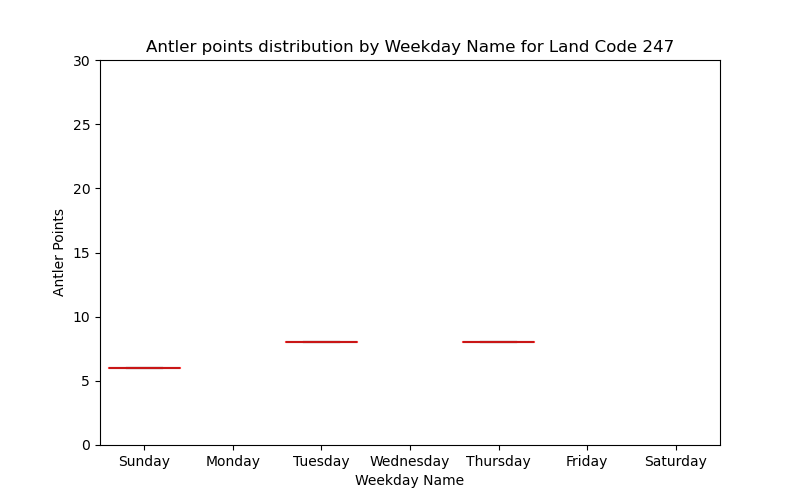 Antler points distribution by Weekday Name for Land Code 247
30
25
20
15
10
5
0
Antler Points
Sunday Monday Tuesday Wednesday Thursday Friday Saturday
Weekday Name